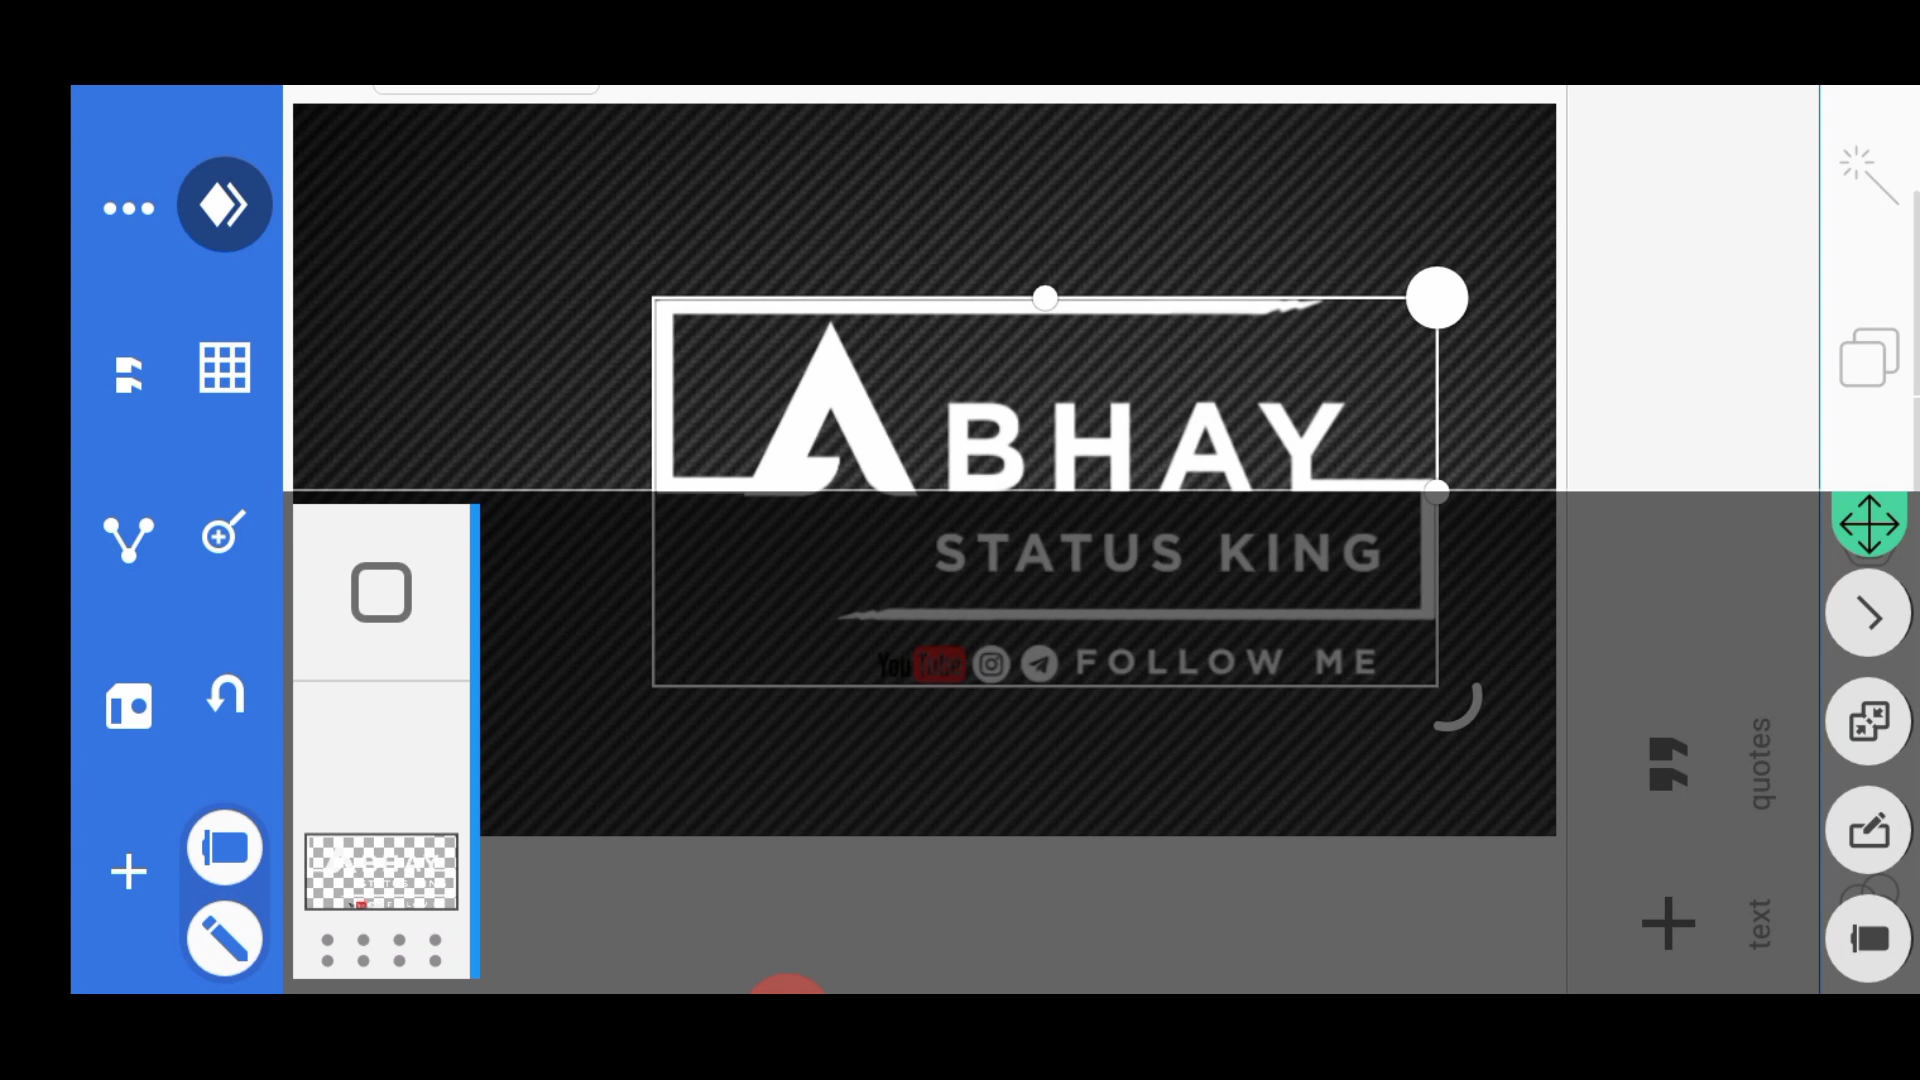 ABHAY
STATUS KING
YouTube FOLLOW ME
quotes
text